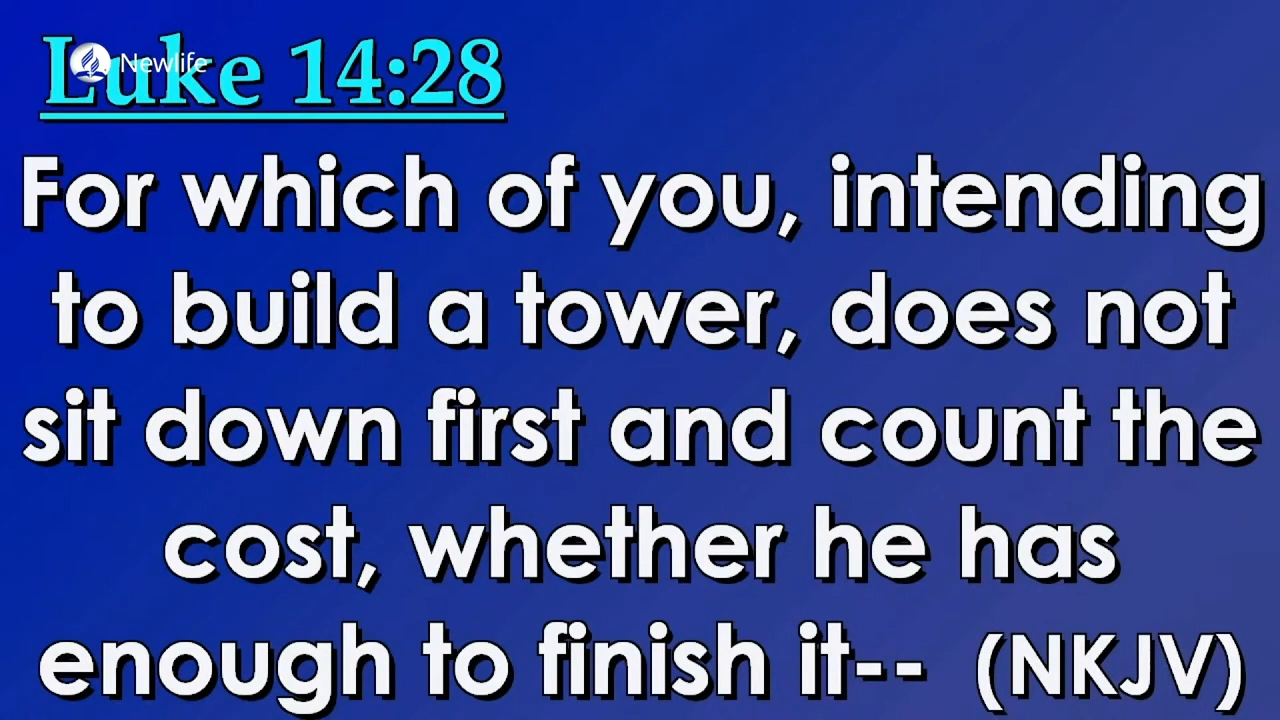 Luke 14:28
Newlife
For which of you, intending
to build a tower, does not
sit down first and count the
cost, whether he has
enough to finish it-- (NKJV)